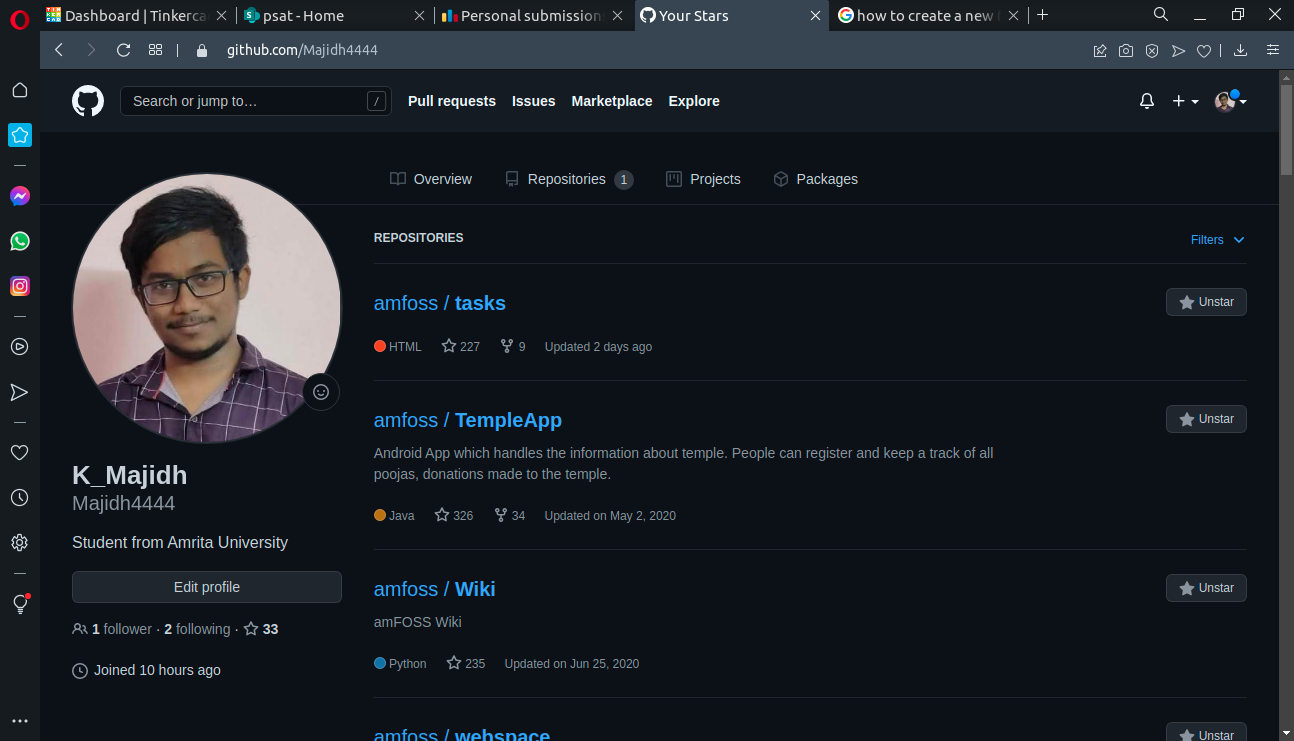 Dashboard | Tinkerca
psat - Home
Personal submission
Your Stars
how to create a new
github.com/Majidh4444
Search or jump to…
/
Pull requests
Issues
Marketplace
Explore
Overview
Repositories 1
Projects
Packages
REPOSITORIES
Filters
amfoss / tasks
Unstar
HTML 227 9 Updated 2 days ago
amfoss / TempleApp
Unstar
Android App which handles the information about temple. People can register and keep a track of all
poojas, donations made to the temple.
Java 326 34 Updated on May 2, 2020
amfoss / Wiki
Unstar
amFOSS Wiki
Python 235 Updated on Jun 25, 2020
amfoss / webspace
Unstar
K_Majidh
Majidh4444
Student from Amrita University
Edit profile
1 follower · 2 following · 33
Joined 10 hours ago